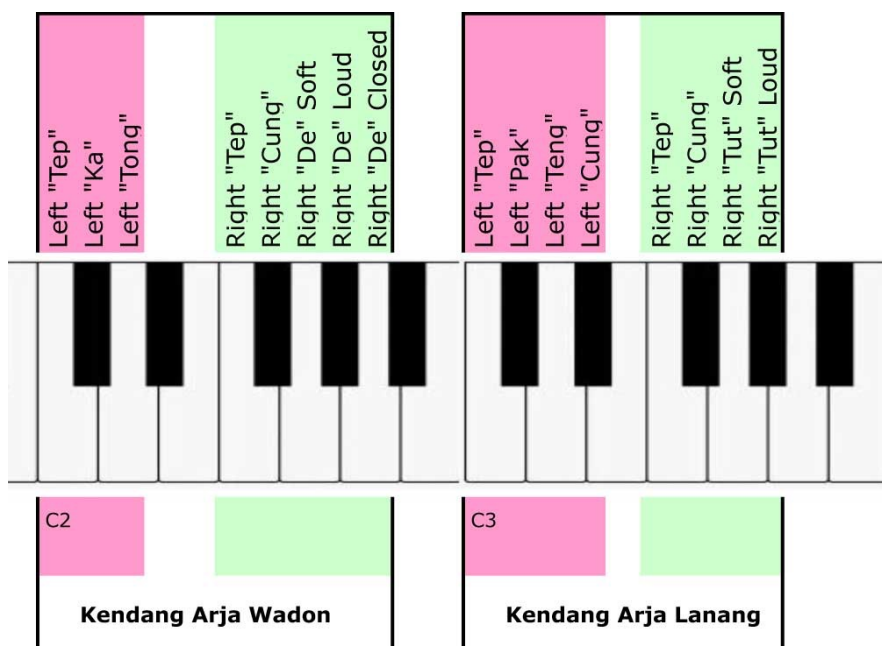 Left "Tep"
Left "Ka"
Left "Tong"
Right "Tep"
Right "Cung"
Right "De" Soft
Right "De" Loud
Right "De" Closed
Left "Tep"
Left "Pak"
Left "Teng"
Left "Cung"
Right "Tep
Right "Cung"
Right "Tut" Soft
Right "Tut" Loud
C2
C3
Kendang Arja Wadon
Kendang Arja Lanang